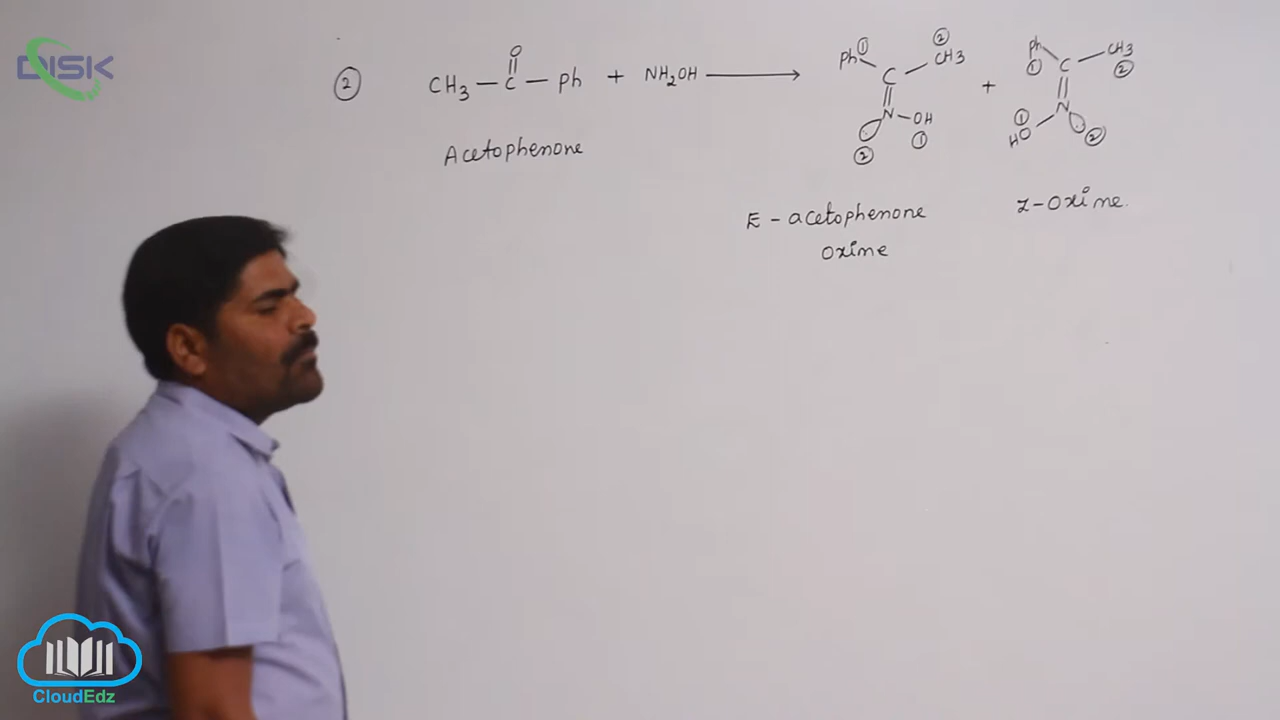 DISK
② CH3 – C – Ph + NH2OH ⟶
O
Acetophenone
Ph ① ② CH3
C
N – OH
② ①
+
Ph ① CH3 ②
C
N
① HO ②
E - acetophenone
oxime
Z-oxime.
CloudEdz